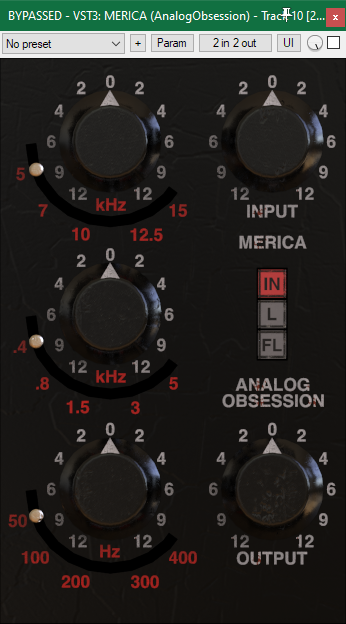 BYPASSED - VST3: MERICA (AnalogObsession) - Track 10 [2...
x
No preset + Param 2 in 2 out UI
0
2 2
4 4
6 6
9 9
12 12
5 kHz 15
7
10 12.5
0
2 2
4 4
6 6
9 9
12 12
INPUT
MERICA
IN
L
FL
0
2 2
4 4
6 6
9 9
12 12
.4 kHz 5
.8
1.5 3
ANALOG
OBSESSION
0
2 2
4 4
6 6
9 9
12 12
50 Hz
100 400
200 300
0
2 2
4 4
6 6
9 9
12 12
OUTPUT